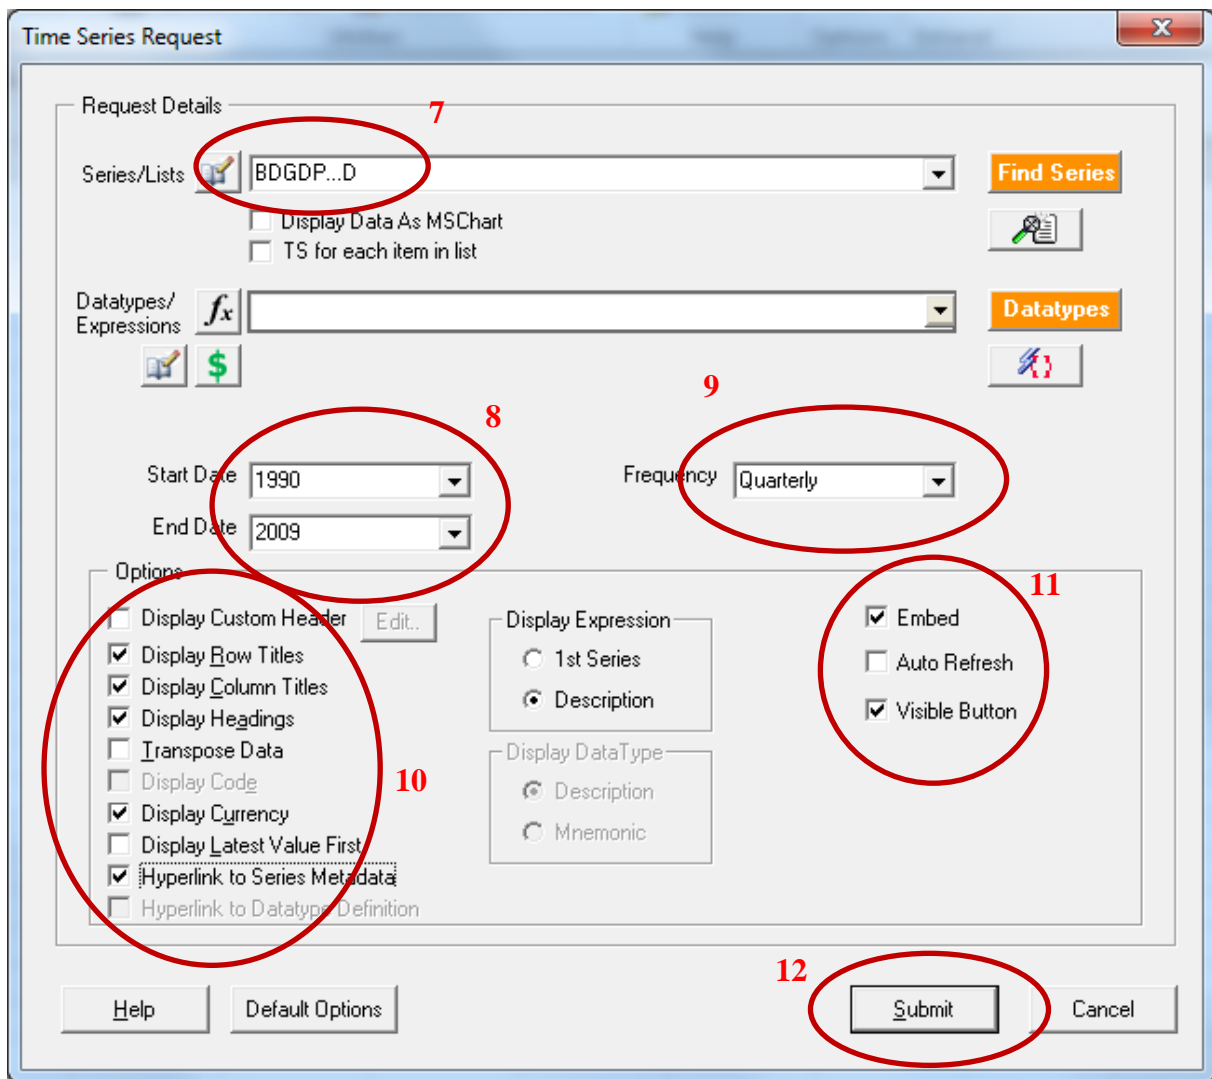 Time Series Request
x
Request Details
7
Series/Lists
BDGDP...D
Find Series
Display Data As MSChart
TS for each item in list
Datatypes/
Expressions
fx
Datatypes
$
8
9
Start Date
1990
Frequency
Quarterly
End Date
2009
Options
11
Display Custom Header
Edit..
Display Expression
Embed
Display Row Titles
1st Series
Auto Refresh
Display Column Titles
Description
Visible Button
Display Headings
Transpose Data
Display DataType
Display Code
10
Description
Display Currency
Mnemonic
Display Latest Value First
Hyperlink to Series Metadata
Hyperlink to Datatype Definition
12
Help
Default Options
Submit
Cancel